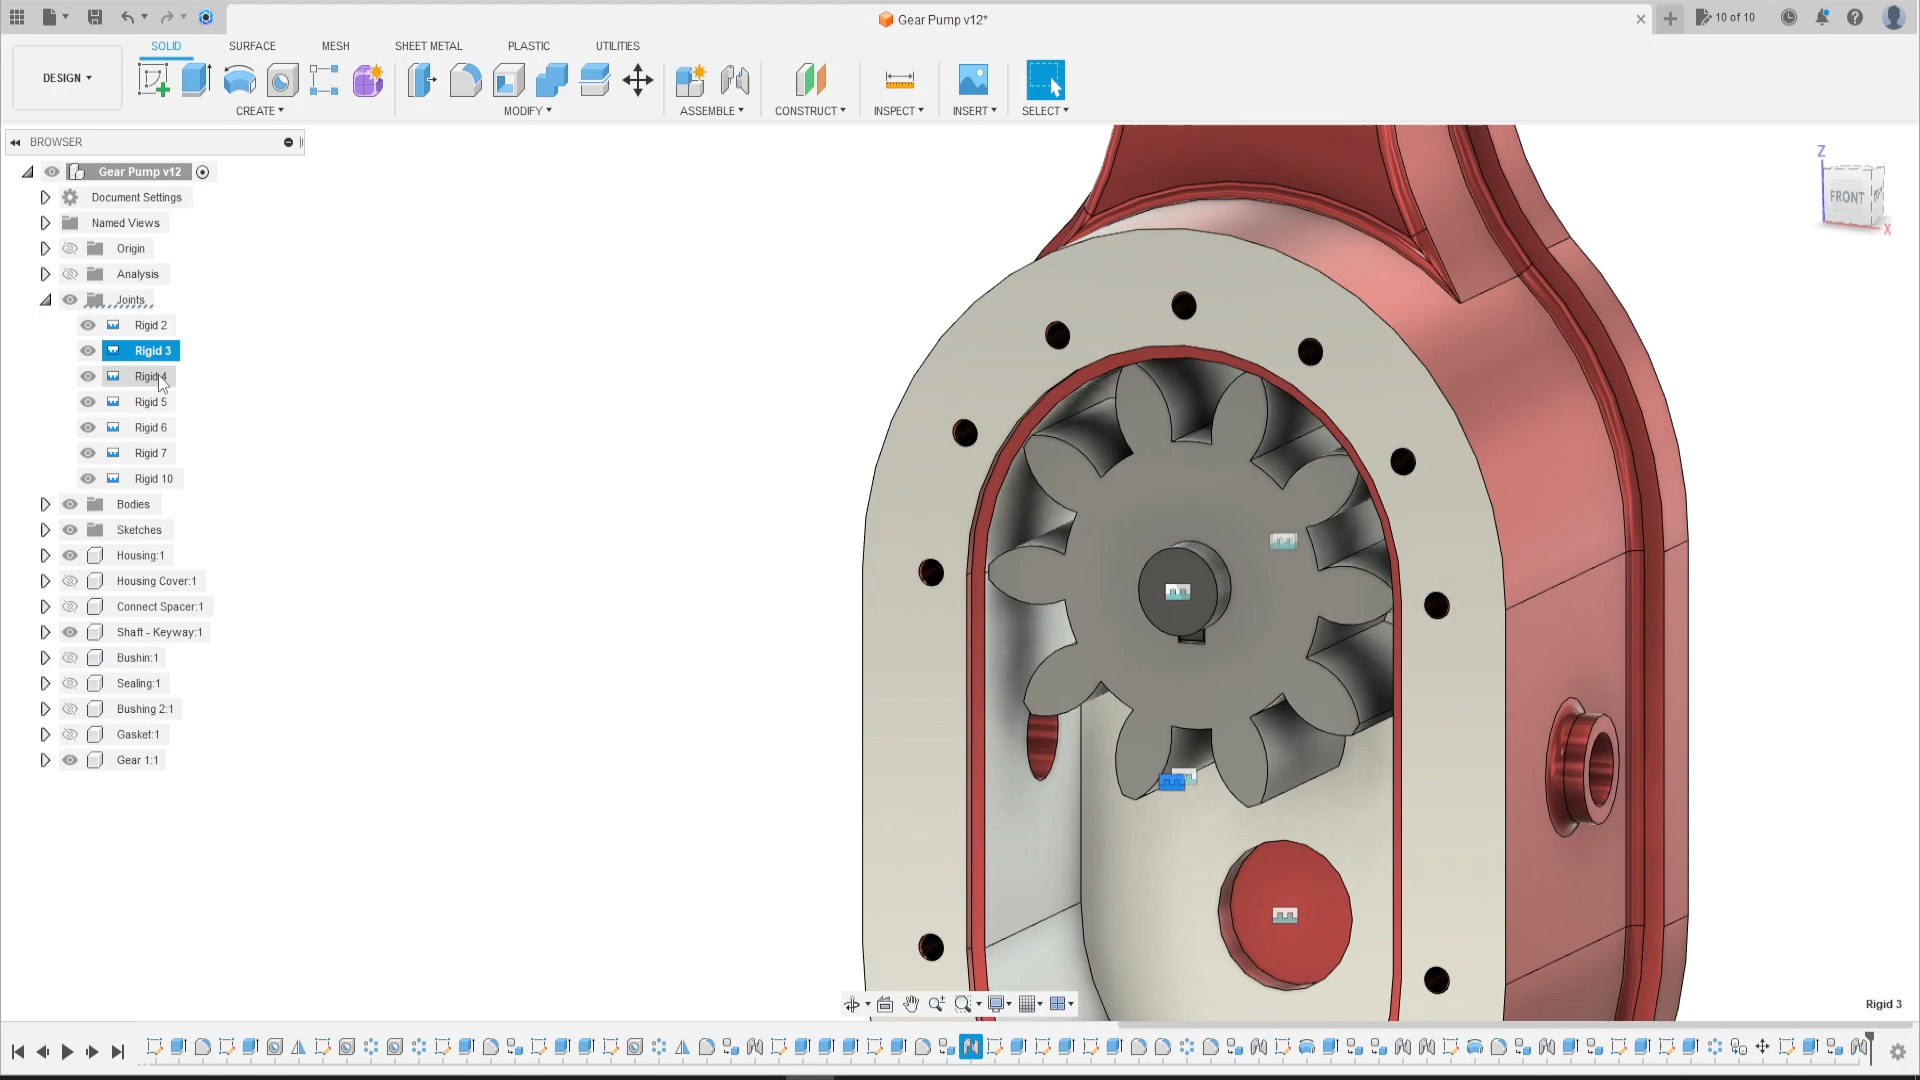 Gear Pump v12*
10 of 10
DESIGN
SOLID
SURFACE
MESH
SHEET METAL
PLASTIC
UTILITIES
CREATE
MODIFY
ASSEMBLE
CONSTRUCT
INSPECT
INSERT
SELECT
BROWSER
Gear Pump v12
Document Settings
Named Views
Origin
Analysis
Joints
Rigid 2
Rigid 3
Rigid 4
Rigid 5
Rigid 6
Rigid 7
Rigid 10
Bodies
Sketches
Housing:1
Housing Cover:1
Connect Spacer:1
Shaft - Keyway:1
Bushin:1
Sealing:1
Bushing 2:1
Gasket:1
Gear 1:1
Z
FRONT
X
Rigid 3